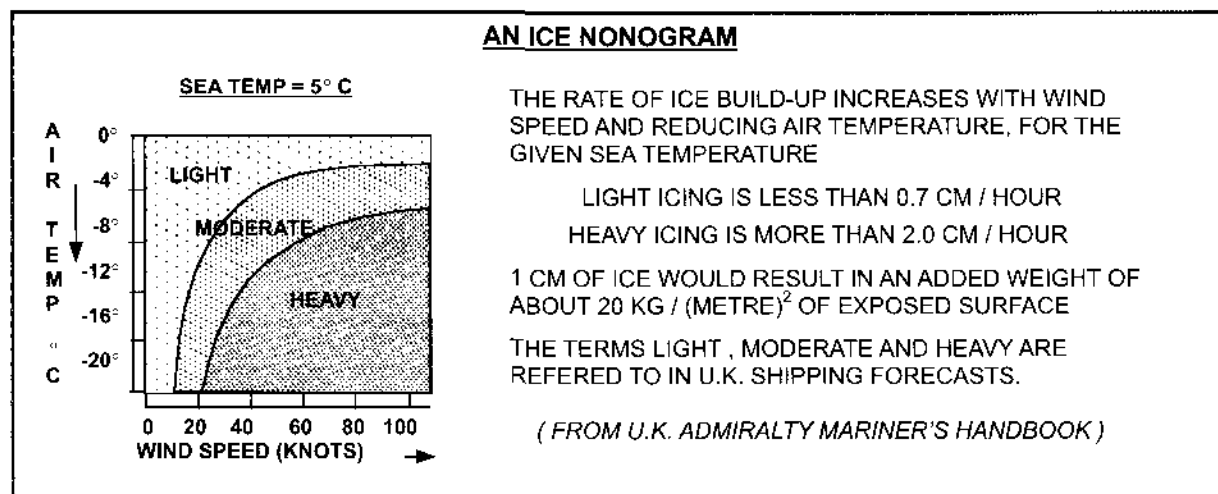 AN ICE NONOGRAM
SEA TEMP = 5° C
AIR TEMP ° C
0°
-4°
-8°
-12°
-16°
-20°
LIGHT
MODERATE
HEAVY
0 20 40 60 80 100
WIND SPEED (KNOTS)
THE RATE OF ICE BUILD-UP INCREASES WITH WIND
SPEED AND REDUCING AIR TEMPERATURE, FOR THE
GIVEN SEA TEMPERATURE
LIGHT ICING IS LESS THAN 0.7 CM / HOUR
HEAVY ICING IS MORE THAN 2.0 CM / HOUR
1 CM OF ICE WOULD RESULT IN AN ADDED WEIGHT OF
ABOUT 20 KG / (METRE)² OF EXPOSED SURFACE
THE TERMS LIGHT , MODERATE AND HEAVY ARE
REFERED TO IN U.K. SHIPPING FORECASTS.
( FROM U.K. ADMIRALTY MARINER'S HANDBOOK )